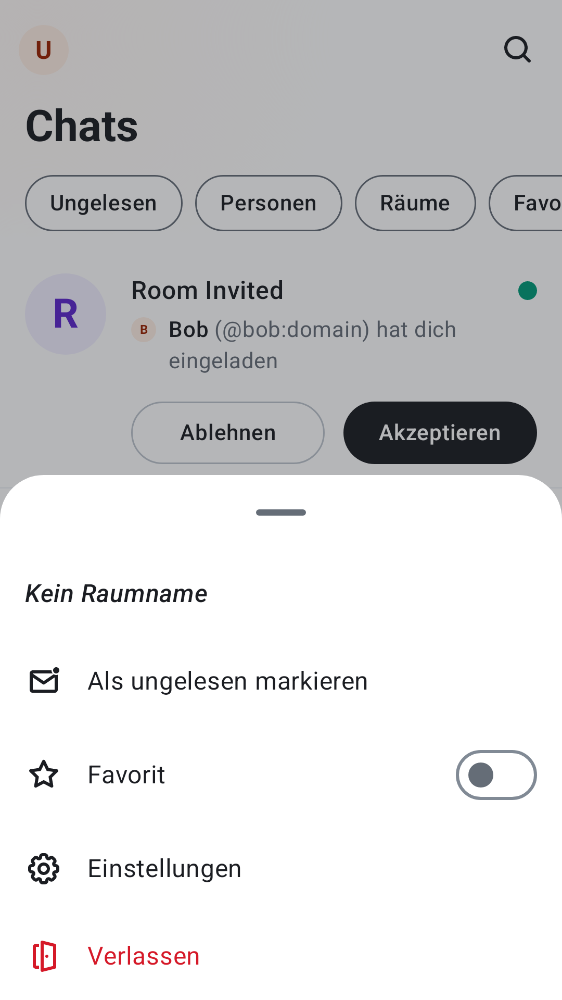 U
Chats
Ungelesen Personen Räume Favo
R
Room Invited
B Bob (@bob:domain) hat dich
eingeladen
Ablehnen Akzeptieren
Kein Raumname
Als ungelesen markieren
Favorit
Einstellungen
Verlassen